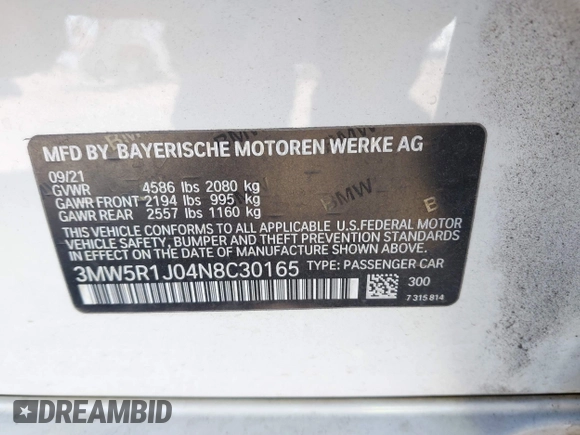 MFD BY BAYERISCHE MOTOREN WERKE AG
09/21
GVWR 4586 lbs 2080 kg
GAWR FRONT 2194 lbs 995 kg
GAWR REAR 2557 lbs 1160 kg
BMW
E
THIS VEHICLE CONFORMS TO ALL APPLICABLE U.S.FEDERAL MOTOR
VEHICLE SAFETY, BUMPER AND THEFT PREVENTION
STANDARDS IN EFFECT ON THE DATE OF MANUFACTURE SHOWN ABOVE.
3MW5R1J04N8C30165 TYPE: PASSENGER CAR
300
7 315 814
DREAMBID